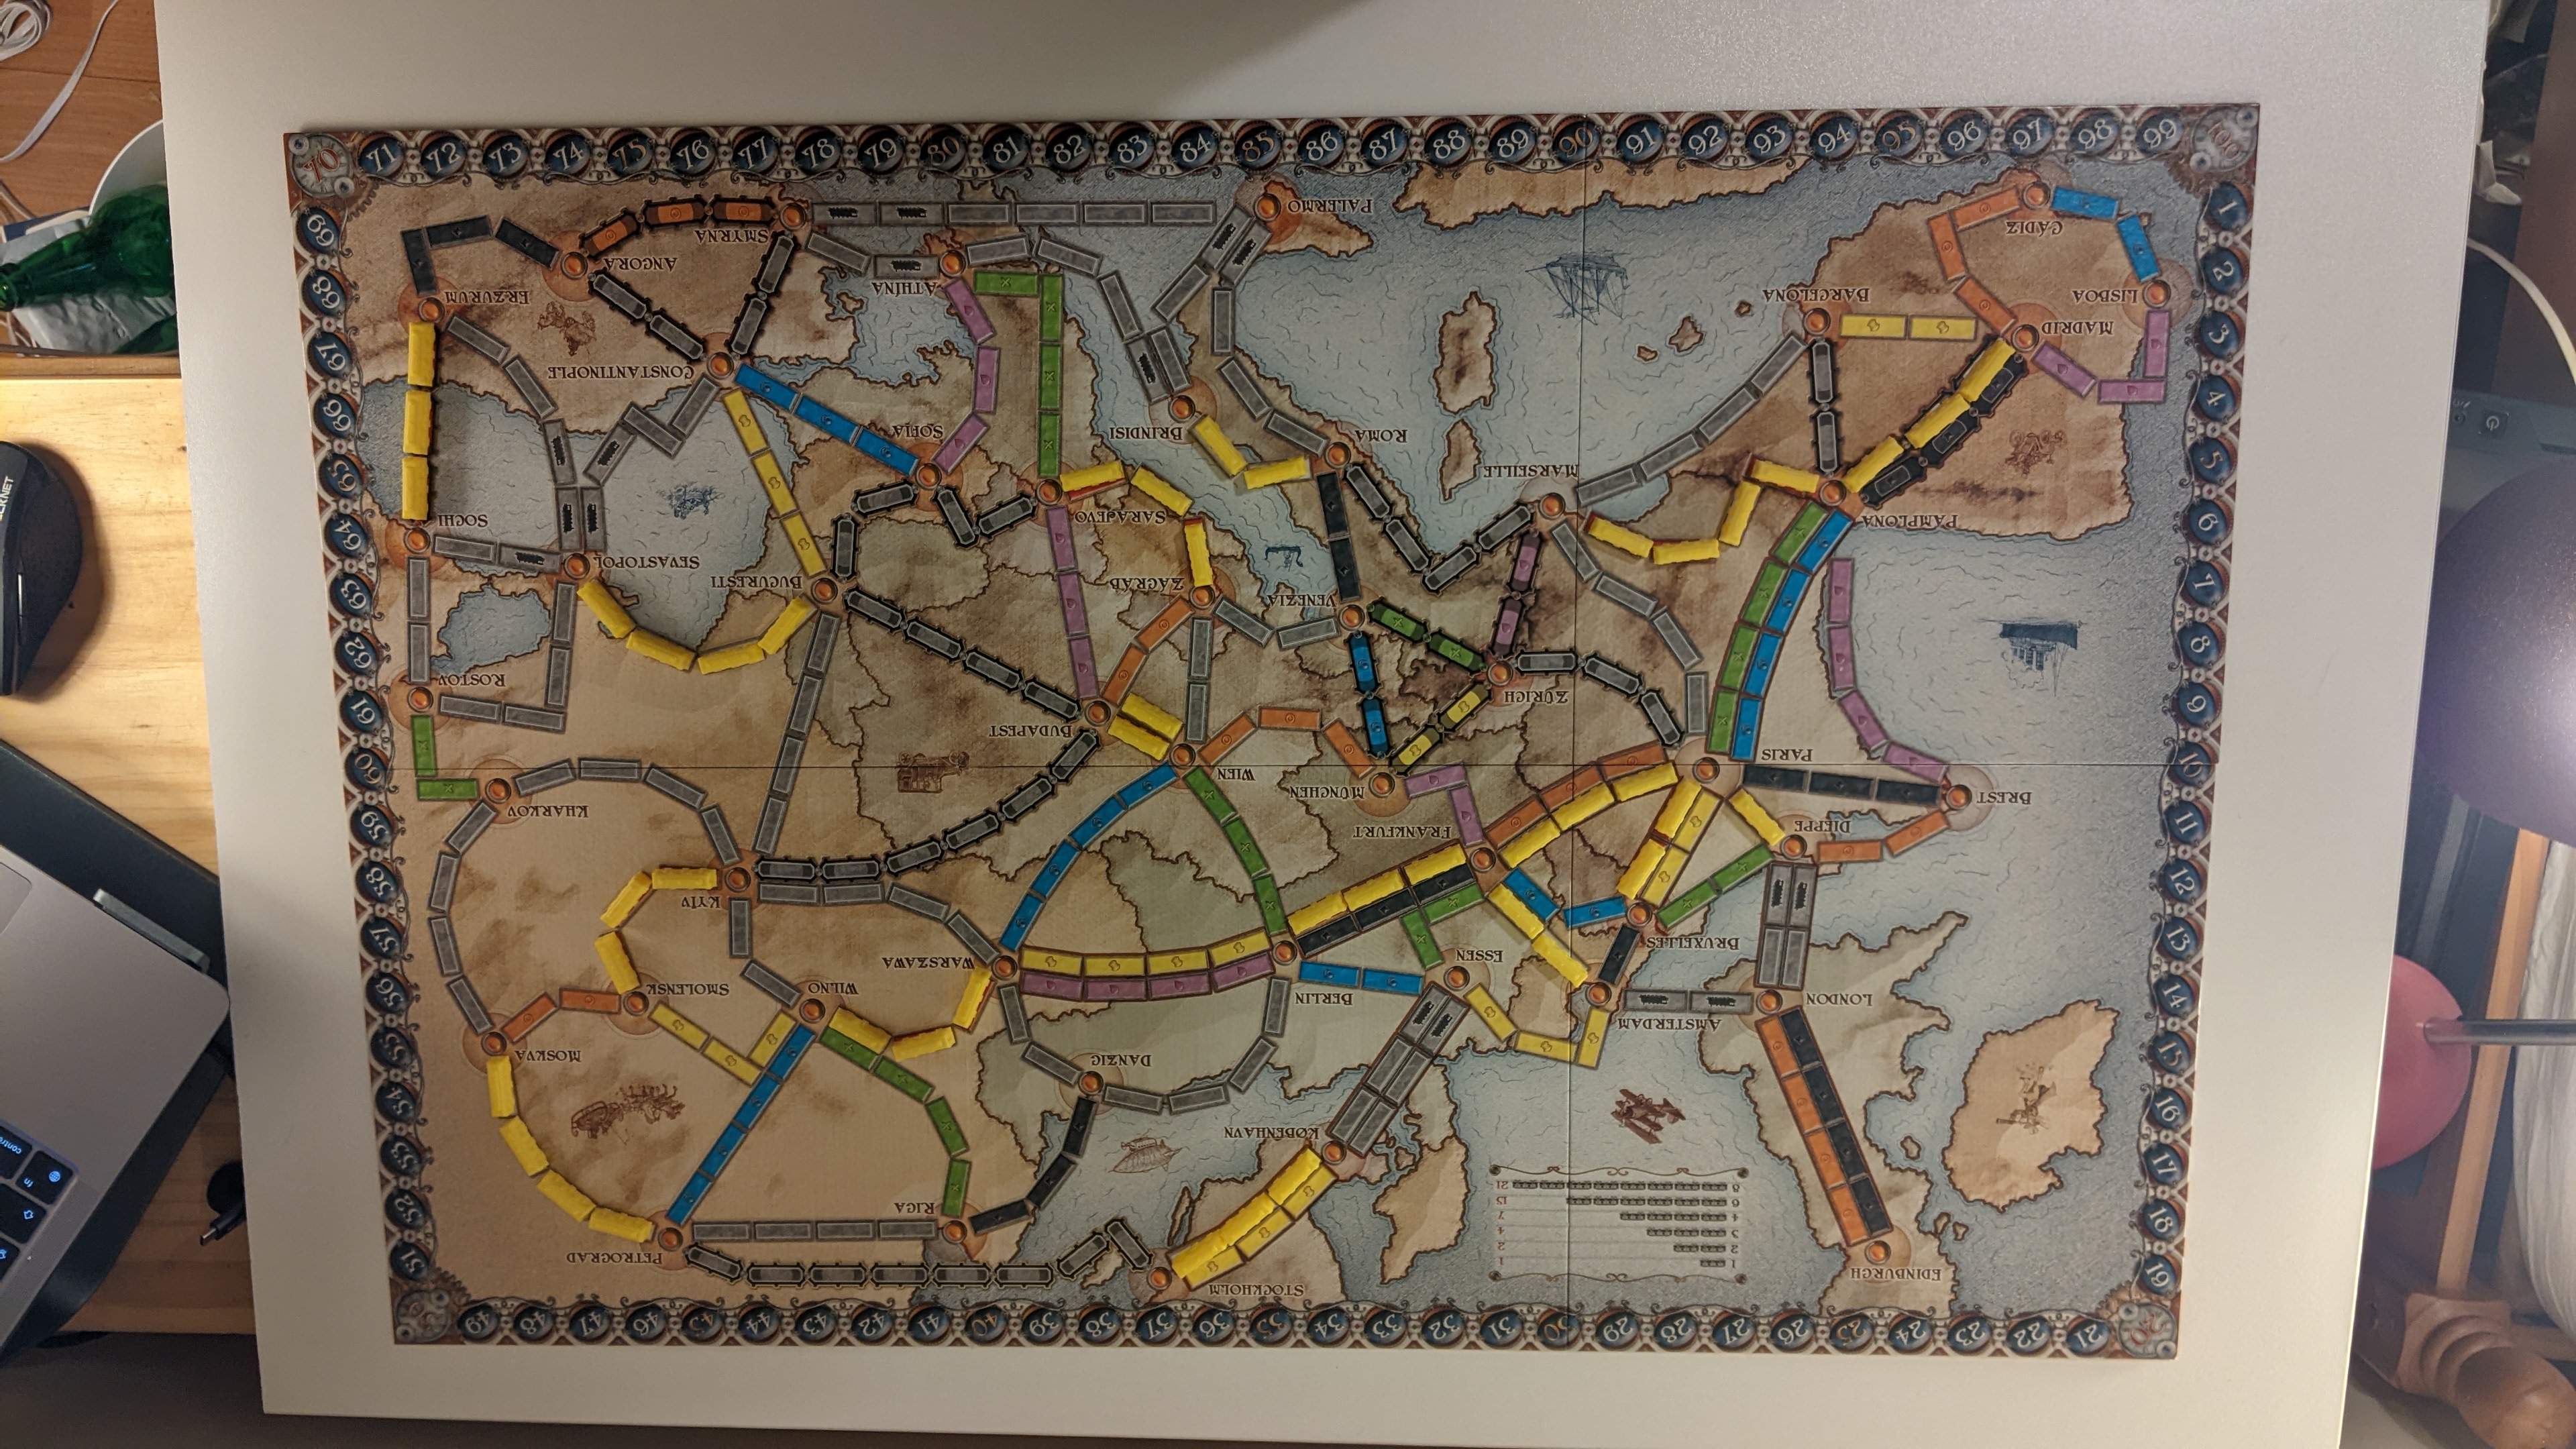 70 71 72 73 74 75 76 77 78 79 80 81 82 83 84 85 86 87 88 89 90 91 92 93 94 95 96 97 98 99 100
1 2 3 4 5 6 7 8 9 10 11 12 13 14 15 16 17 18 19 20
21 22 23 24 25 26 27 28 29 30 31 32 33 34 35 36 37 38 39 40 41 42 43 44 45 46 47 48 49
51 52 53 54 55 56 57 58 59 60 61 62 63 64 65 66 67 68 69
EDINBURGH
LONDON
AMSTERDAM
ESSEN
BRUXELLES
DIEPPE
BREST
PARIS
FRANKFURT
BERLIN
KØBENHAVN
STOCKHOLM
PETROGRAD
RIGA
DANZIG
MOSKVA
SMOLENSK
WILNO
WARSZAWA
KYIV
KHARKOV
MÜNCHEN
WIEN
BUDAPEST
ROSTOV
ZÜRICH
VENEZIA
ZÁGRÁB
BUCURESTI
SEVASTOPOL
SOCHI
PAMPLONA
MARSEILLE
ROMA
SARAJEVO
SOFIA
BRINDISI
CONSTANTINOPLE
MADRID
BARCELONA
LISBOA
CÁDIZ
PALERMO
ATHÍNA
SMYRNA
ANGORA
ERZURUM
1 1
2 2
3 4
4 7
6 15
8 21
control
fn